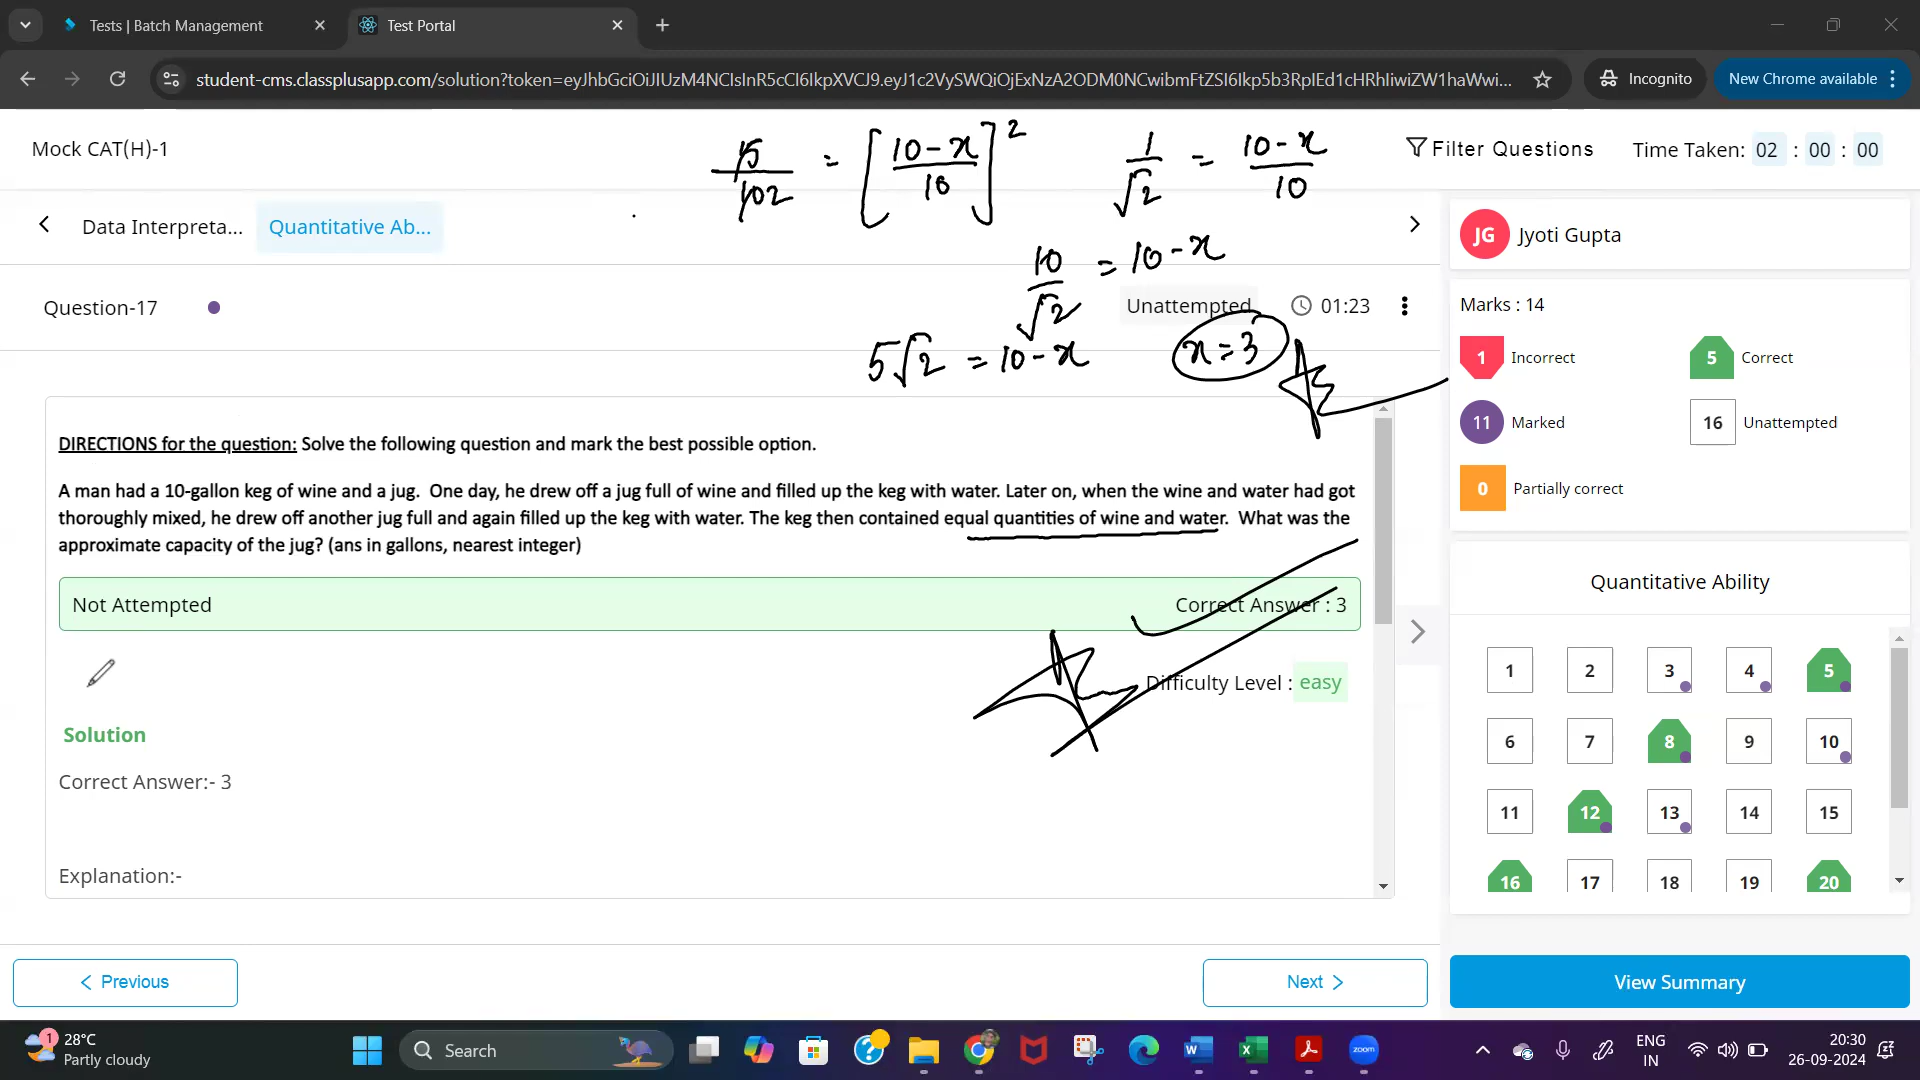 Tests | Batch Management
Test Portal
student-cms.classplusapp.com/solution?token=eyJhbGciOiJIUzM4NCIsInR5cCI6IkpXVCJ9.eyJ1c2VySWQiOjExNzA2ODM0NCwibmFtZSI6Ikp5b3RpIEd1cHRhIiwiZW1haWwi...
Incognito
New Chrome available
Mock CAT(H)-1
Filter Questions
Time Taken: 02 : 00 : 00
5/102 = [10-x/10]²
1/√2 = 10-x/10
Data Interpreta...
Quantitative Ab...
JG
Jyoti Gupta
10/√2 = 10-x
Question-17
Unattempted
01:23
Marks : 14
5√2 = 10-x
x=3
1 Incorrect
5 Correct
11 Marked
16 Unattempted
0 Partially correct
DIRECTIONS for the question: Solve the following question and mark the best possible option.
A man had a 10-gallon keg of wine and a jug. One day, he drew off a jug full of wine and filled up the keg with water. Later on, when the wine and water had got
thoroughly mixed, he drew off another jug full and again filled up the keg with water. The keg then contained equal quantities of wine and water. What was the
approximate capacity of the jug? (ans in gallons, nearest integer)
Not Attempted
Correct Answer : 3
Difficulty Level : easy
Solution
Correct Answer:- 3
Explanation:-
Quantitative Ability
1 2 3 4 5
6 7 8 9 10
11 12 13 14 15
16 17 18 19 20
Previous
Next
View Summary
1
28°C
Partly cloudy
Search
zoom
ENG
IN
20:30
26-09-2024